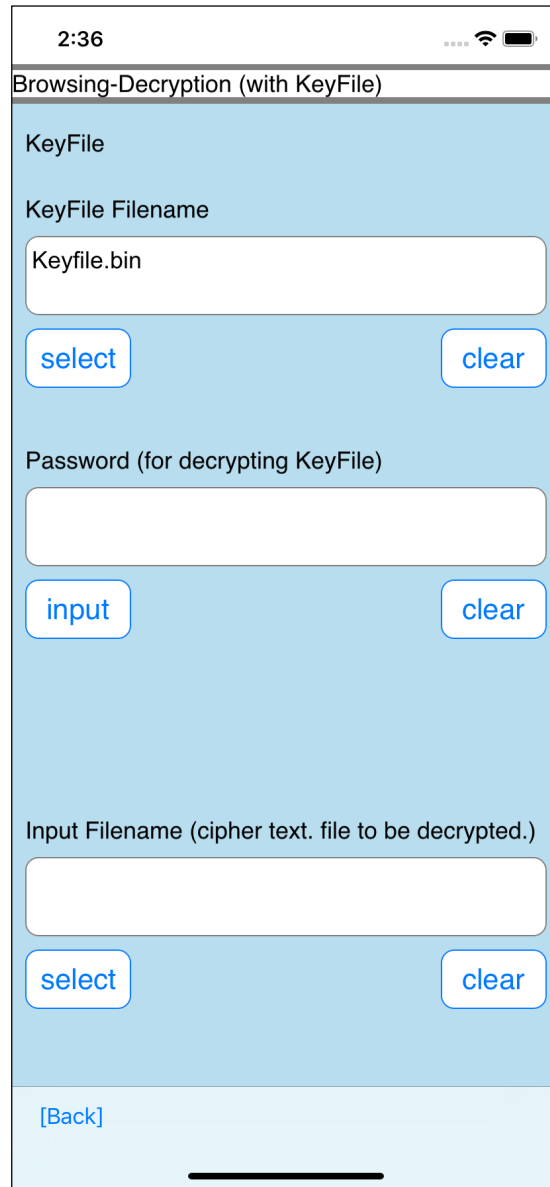 2:36
Browsing-Decryption (with KeyFile)
KeyFile
KeyFile Filename
Keyfile.bin
select clear
Password (for decrypting KeyFile)
input clear
Input Filename (cipher text. file to be decrypted.)
select clear
[Back]